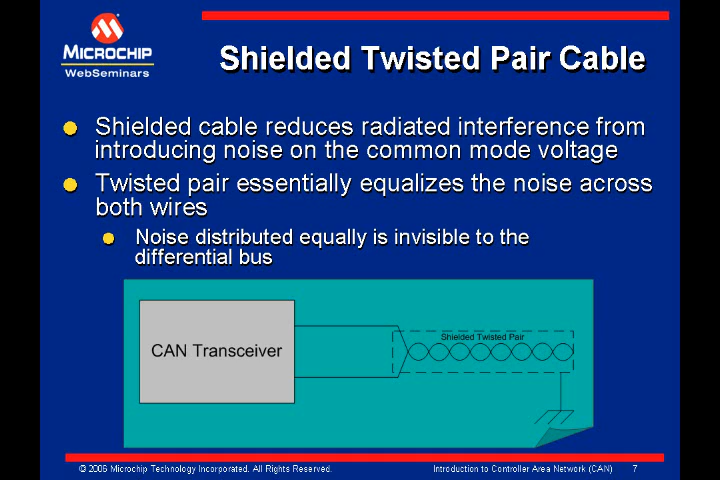 MICROCHIP
WebSeminars
Shielded Twisted Pair Cable
Shielded cable reduces radiated interference from
introducing noise on the common mode voltage
Twisted pair essentially equalizes the noise across
both wires
Noise distributed equally is invisible to the
differential bus
CAN Transceiver
Shielded Twisted Pair
© 2006 Microchip Technology Incorporated. All Rights Reserved.
Introduction to Controller Area Network (CAN) 7